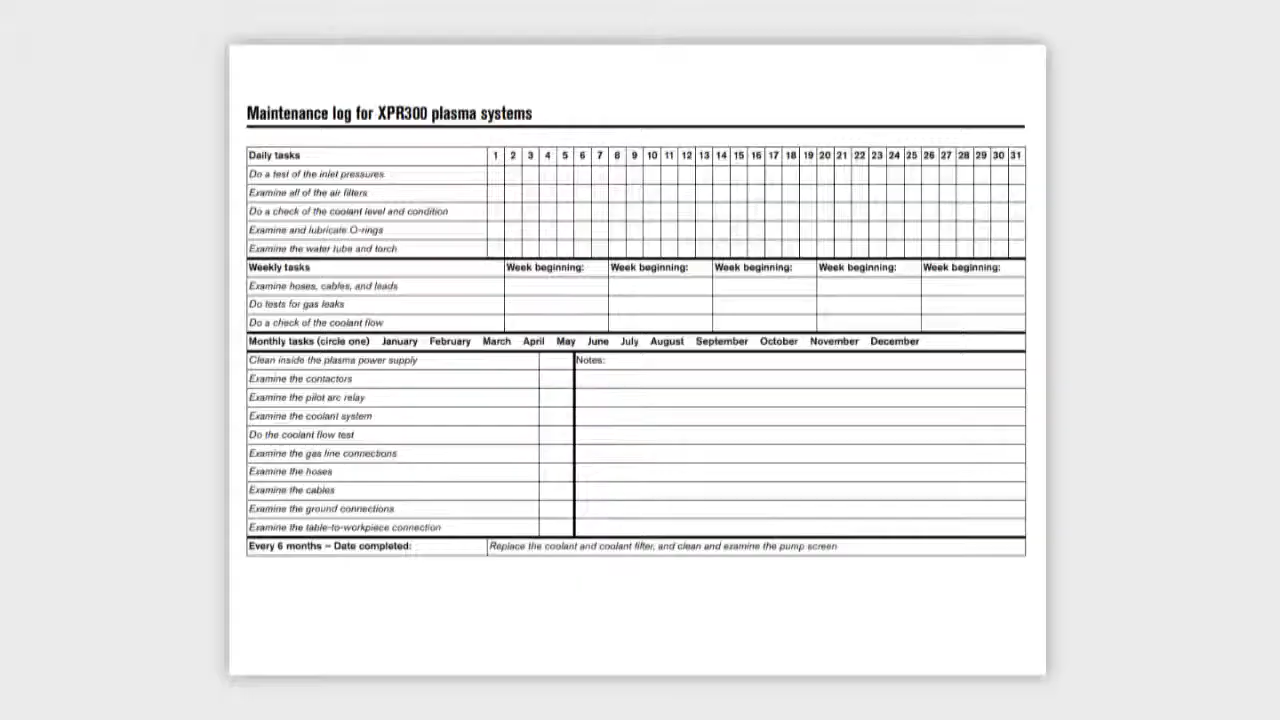 Maintenance log for XPR300 plasma systems
Daily tasks 1 2 3 4 5 6 7 8 9 10 11 12 13 14 15 16 17 18 19 20 21 22 23 24 25 26 27 28 29 30 31
Do a test of the inlet pressures
Examine all of the air filters
Do a check of the coolant level and condition
Examine and lubricate O-rings
Examine the water tube and torch
Weekly tasks Week beginning: Week beginning: Week beginning: Week beginning: Week beginning:
Examine hoses, cables, and leads
Do tests for gas leaks
Do a check of the coolant flow
Monthly tasks (circle one) January February March April May June July August September October November December
Clean inside the plasma power supply Notes:
Examine the contactors
Examine the pilot arc relay
Examine the coolant system
Do the coolant flow test
Examine the gas line connections
Examine the hoses
Examine the cables
Examine the ground connections
Examine the table-to-workpiece connection
Every 6 months – Date completed: Replace the coolant and coolant filter, and clean and examine the pump screen